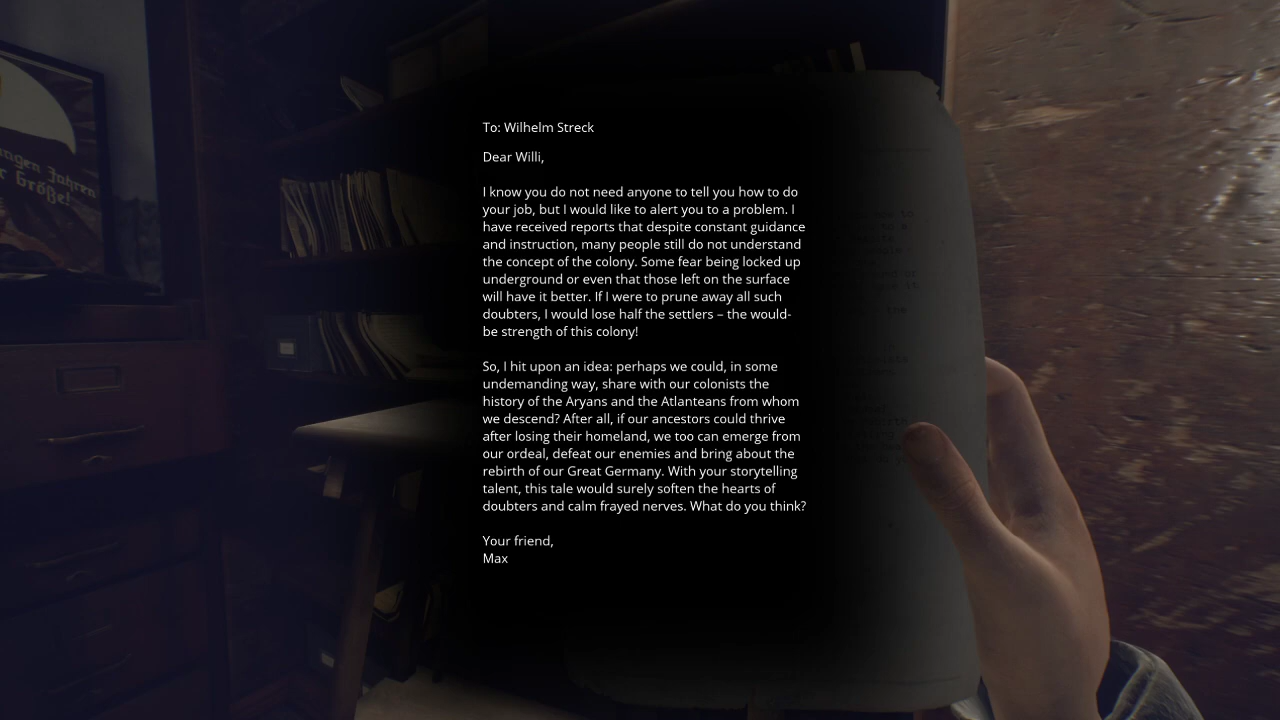 To: Wilhelm Streck
Dear Willi,
I know you do not need anyone to tell you how to do
your job, but I would like to alert you to a problem. I
have received reports that despite constant guidance
and instruction, many people still do not understand
the concept of the colony. Some fear being locked up
underground or even that those left on the surface
will have it better. If I were to prune away all such
doubters, I would lose half the settlers – the would-
be strength of this colony!
So, I hit upon an idea: perhaps we could, in some
undemanding way, share with our colonists the
history of the Aryans and the Atlanteans from whom
we descend? After all, if our ancestors could thrive
after losing their homeland, we too can emerge from
our ordeal, defeat our enemies and bring about the
rebirth of our Great Germany. With your storytelling
talent, this tale would surely soften the hearts of
doubters and calm frayed nerves. What do you think?
Your friend,
Max
ngen Jahren
r Größe!